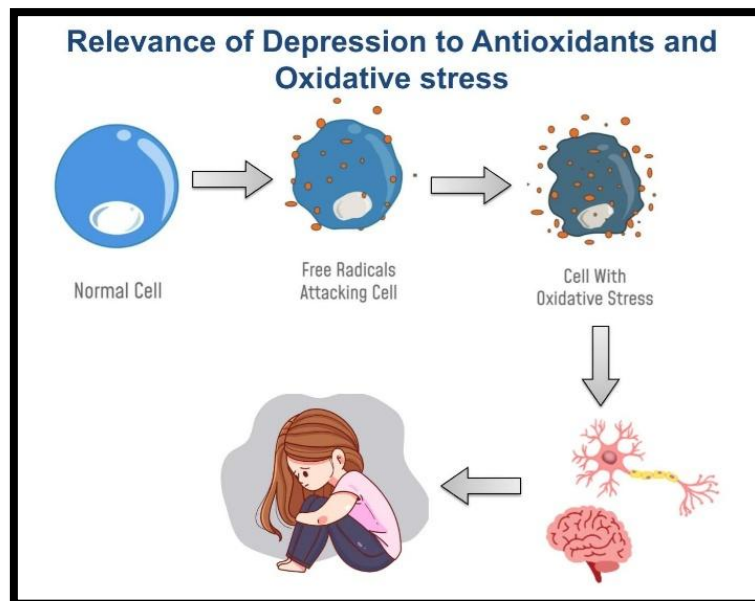 Relevance of Depression to Antioxidants and
Oxidative stress
Normal Cell
Free Radicals
Attacking Cell
Cell With
Oxidative Stress